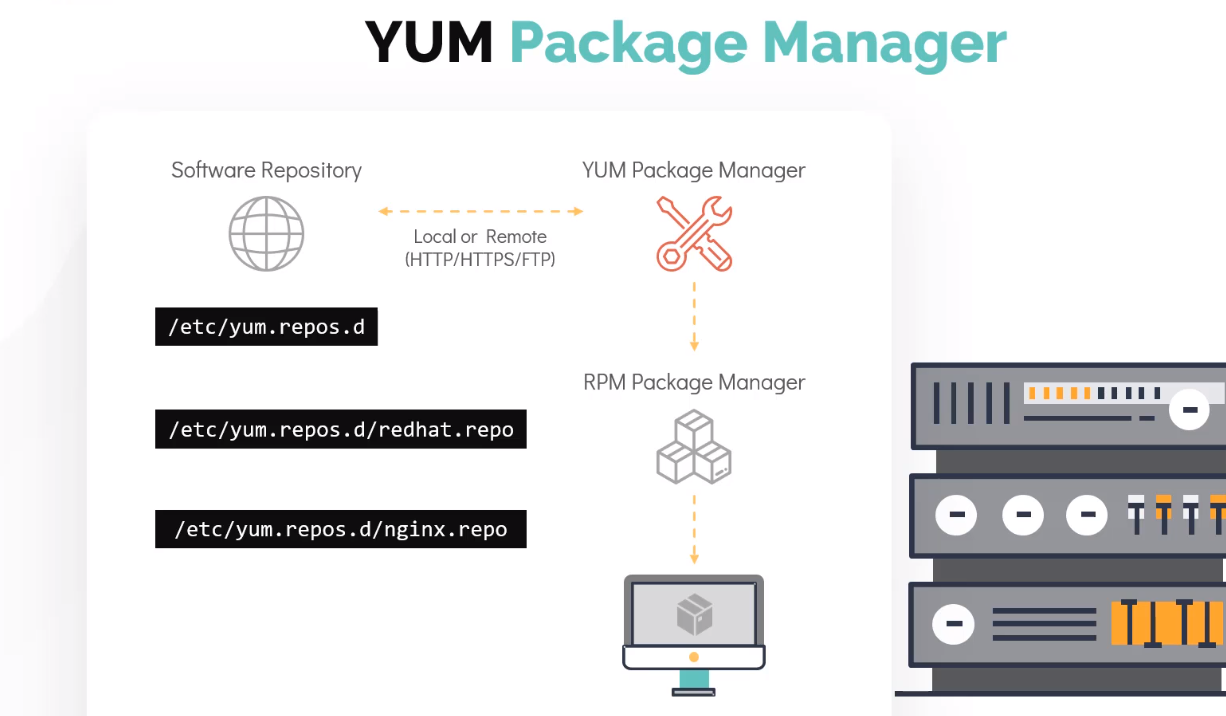 YUM Package Manager
Software Repository
YUM Package Manager
Local or Remote
(HTTP/HTTPS/FTP)
/etc/yum.repos.d
RPM Package Manager
/etc/yum.repos.d/redhat.repo
/etc/yum.repos.d/nginx.repo